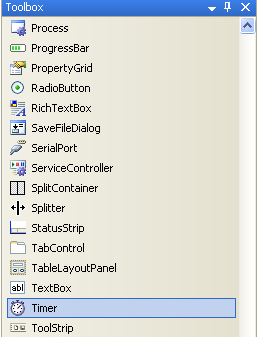 Toolbox
Process
ProgressBar
PropertyGrid
RadioButton
RichTextBox
SaveFileDialog
SerialPort
ServiceController
SplitContainer
Splitter
StatusStrip
TabControl
TableLayoutPanel
abl TextBox
Timer
ToolStrip